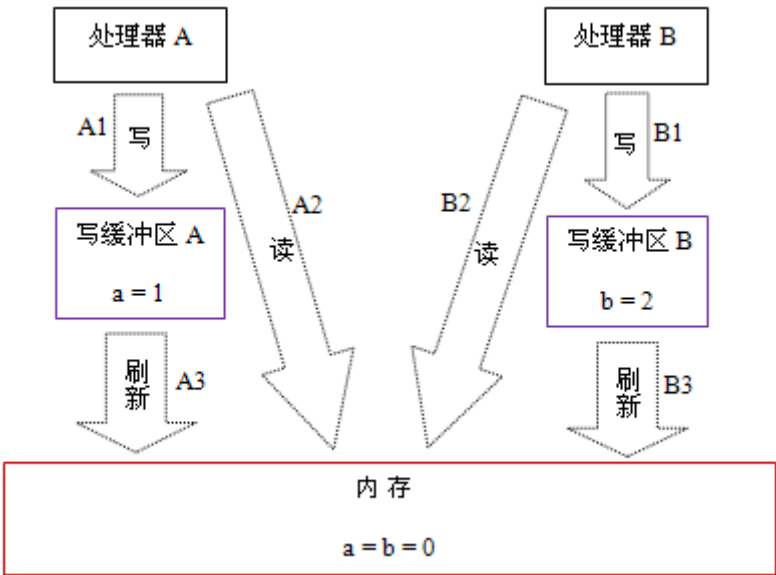 处理器 A
处理器 B
A1
写
写
B1
A2
B2
写缓冲区 A
读
读
写缓冲区 B
a = 1
b = 2
刷新
A3
刷新
B3
内 存
a = b = 0